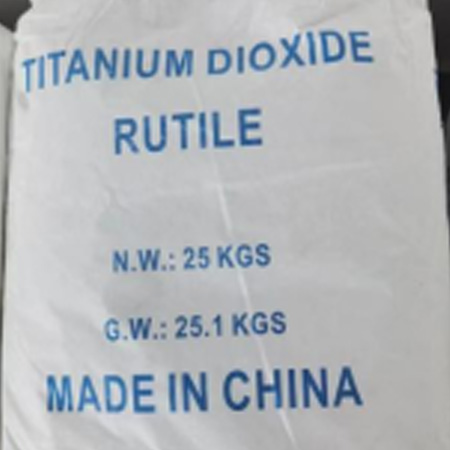 TITANIUM DIOXIDE
RUTILE
N.W.: 25 KGS
G.W.: 25.1 KGS
MADE IN CHINA